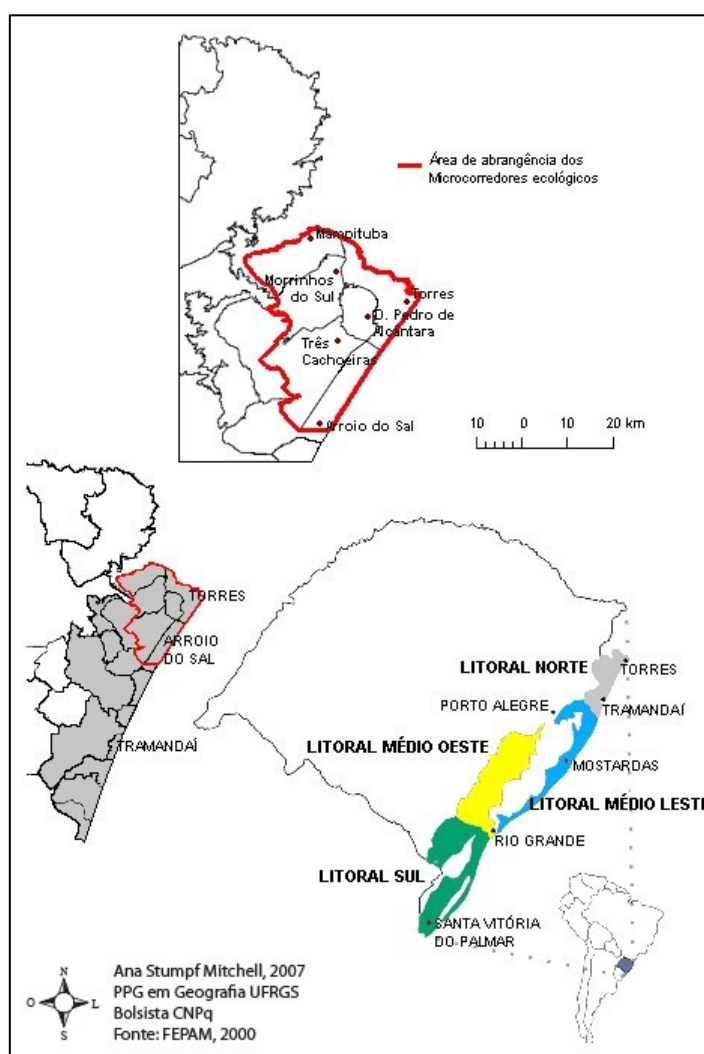 Área de abrangência dos
Microcorredores ecológicos
Mampituba
Morrinhos
do Sul
Torres
D. Pedro de
Alcântara
Três
Cachoeiras
Arroio do Sal
10 0 10 20 km
TORRES
ARROIO
DO SAL
TRAMANDAÍ
LITORAL NORTE
TORRES
PORTO ALEGRE
TRAMANDAÍ
LITORAL MÉDIO OESTE
MOSTARDAS
LITORAL MÉDIO LEST
RIO GRANDE
LITORAL SUL
SANTA VITÓRIA
DO PALMAR
N
O L
S
Ana Stumpf Mitchell, 2007
PPG em Geografia UFRGS
Bolsista CNPq
Fonte: FEPAM, 2000